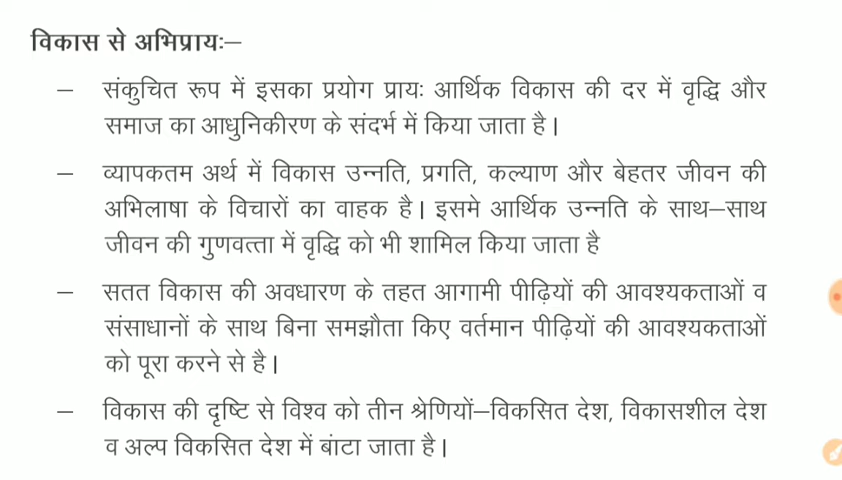 विकास से अभिप्रायः–
– संकुचित रूप में इसका प्रयोग प्रायः आर्थिक विकास की दर में वृद्धि और
समाज का आधुनिकीरण के संदर्भ में किया जाता है।
– व्यापकतम अर्थ में विकास उन्नति, प्रगति, कल्याण और बेहतर जीवन की
अभिलाषा के विचारों का वाहक है। इसमे आर्थिक उन्नति के साथ–साथ
जीवन की गुणवत्ता में वृद्धि को भी शामिल किया जाता है
– सतत विकास की अवधारण के तहत आगामी पीढ़ियों की आवश्यकताओं व
संसाधानों के साथ बिना समझौता किए वर्तमान पीढ़ियों की आवश्यकताओं
को पूरा करने से है।
– विकास की दृष्टि से विश्व को तीन श्रेणियों–विकसित देश, विकासशील देश
व अल्प विकसित देश में बांटा जाता है।